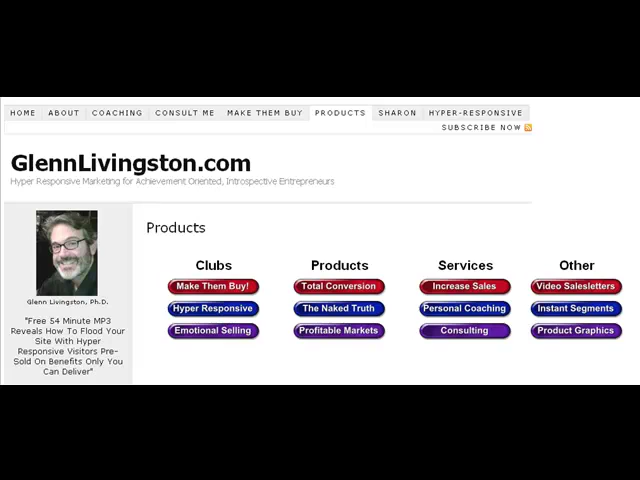 HOME ABOUT COACHING CONSULT ME MAKE THEM BUY PRODUCTS SHARON HYPER-RESPONSIVE
SUBSCRIBE NOW
GlennLivingston.com
Hyper Responsive Marketing for Achievement Oriented, Introspective Entrepreneurs
Glenn Livingston, Ph.D.
"Free 54 Minute MP3
Reveals How To Flood Your
Site With Hyper
Responsive Visitors Pre-
Sold On Benefits Only You
Can Deliver"
Products
Clubs Products Services Other
Make Them Buy! Total Conversion Increase Sales Video Salesletters
Hyper Responsive The Naked Truth Personal Coaching Instant Segments
Emotional Selling Profitable Markets Consulting Product Graphics